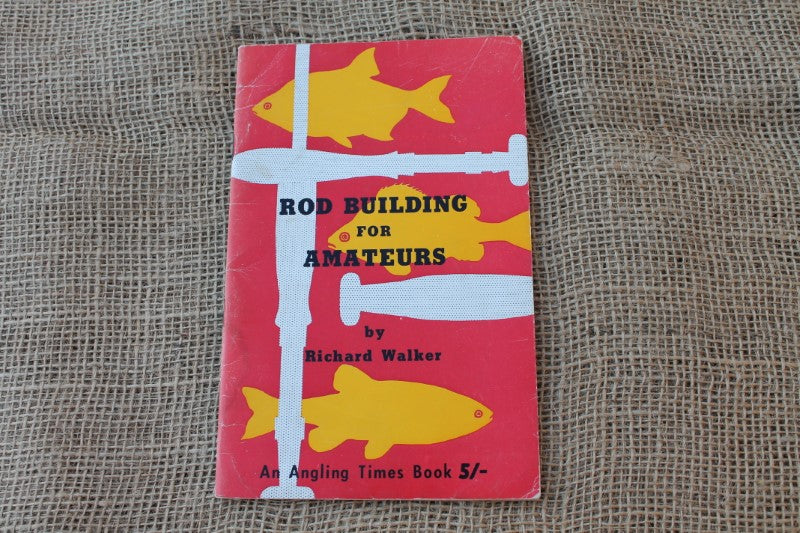 ROD BUILDING
FOR
AMATEURS
by
Richard Walker
An Angling Times Book 5/-